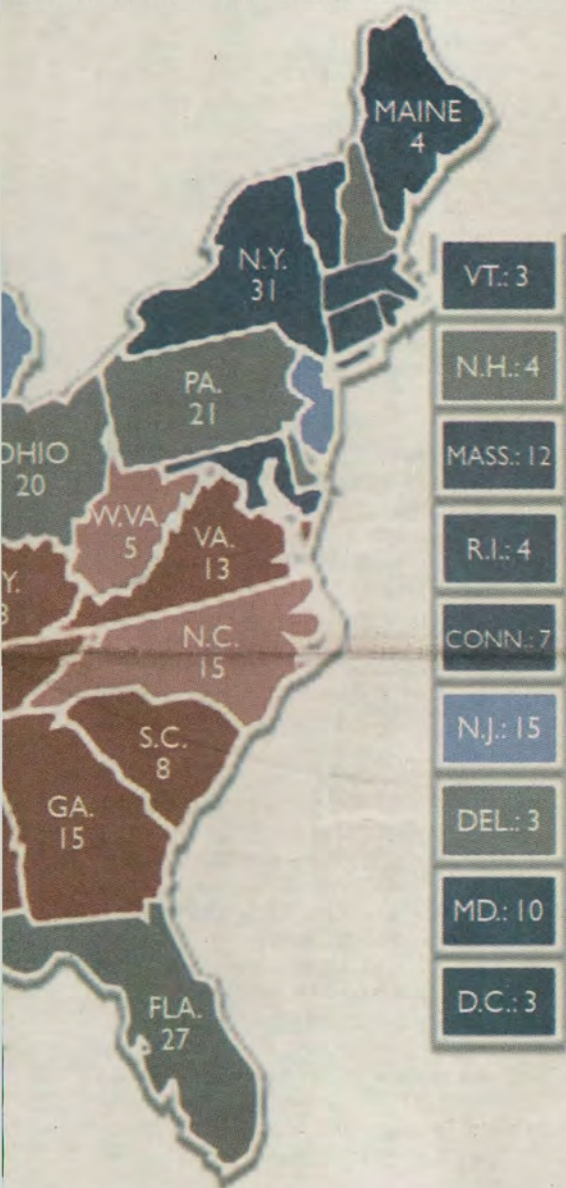 MAINE
4
N.Y.
31
VT.: 3
N.H.: 4
PA.
21
MASS.: 12
OHIO
20
W.VA.
5
VA.
13
R.I.: 4
Y.
N.C.
15
CONN.: 7
N.J.: 15
S.C.
8
GA.
15
DEL.: 3
MD.: 10
FLA.
27
D.C.: 3